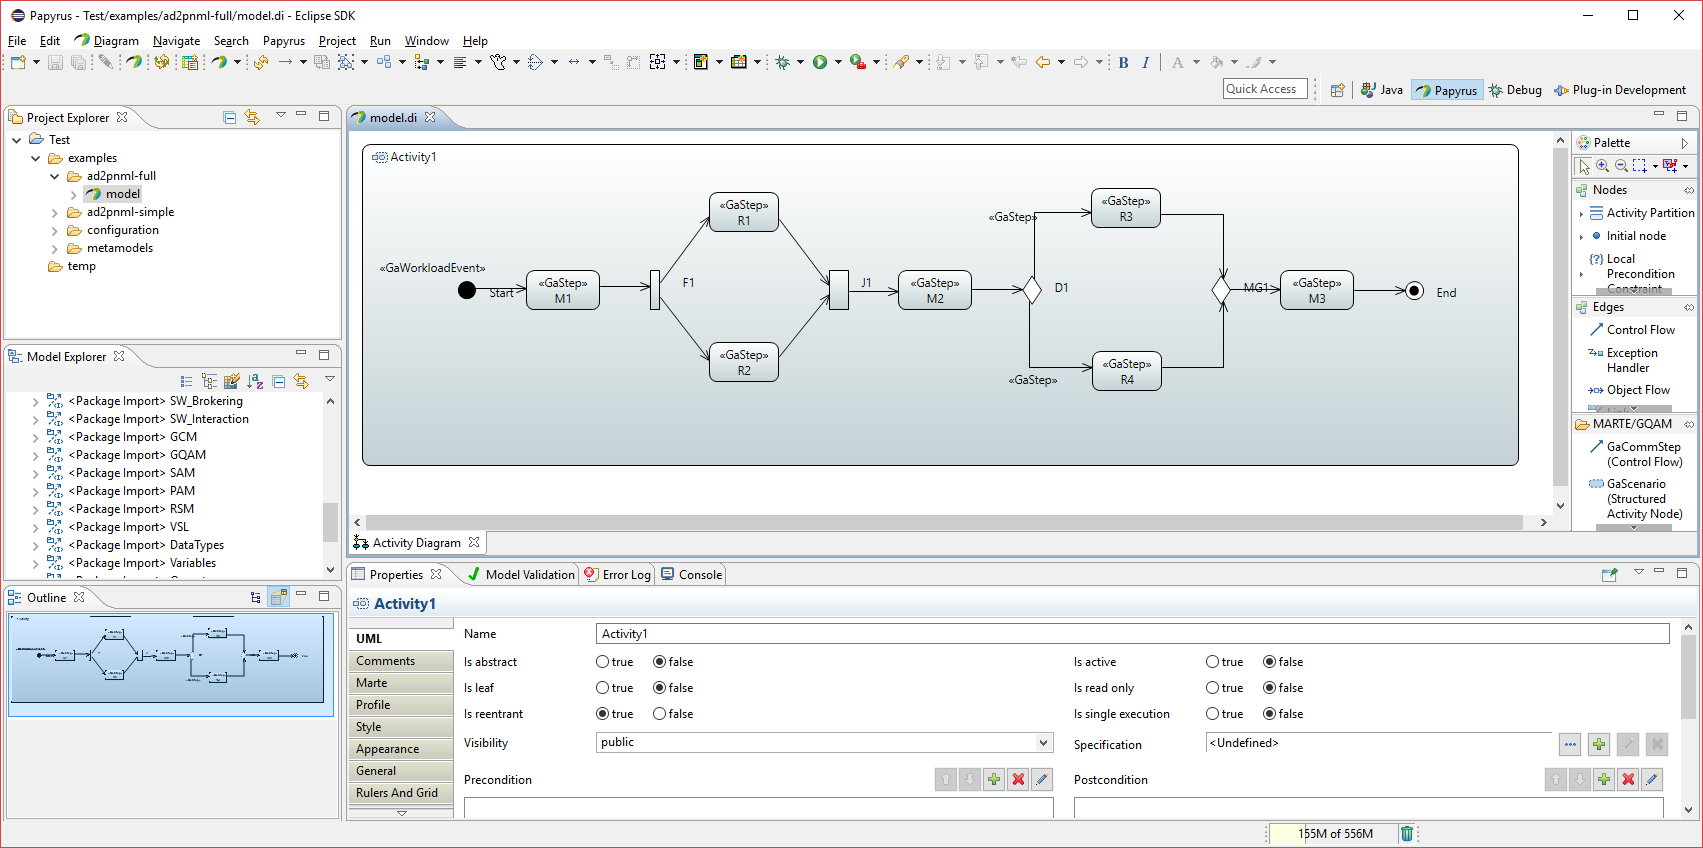 Papyrus - Test/examples/ad2pnml-full/model.di - Eclipse SDK
File Edit Diagram Navigate Search Papyrus Project Run Window Help
B I A
Quick Access
Java Papyrus Debug Plug-in Development
Project Explorer
Test
examples
ad2pnml-full
model
ad2pnml-simple
configuration
metamodels
temp
Model Explorer
<Package Import> SW_Brokering
<Package Import> SW_Interaction
<Package Import> GCM
<Package Import> GQAM
<Package Import> SAM
<Package Import> PAM
<Package Import> RSM
<Package Import> VSL
<Package Import> DataTypes
<Package Import> Variables
Outline
model.di
Activity1
«GaWorkloadEvent»
Start
«GaStep»
M1
F1
«GaStep»
R1
«GaStep»
R2
J1
«GaStep»
M2
D1
«GaStep»
«GaStep»
R3
«GaStep»
«GaStep»
R4
MG1
«GaStep»
M3
End
Activity Diagram
Palette
Nodes
Activity Partition
Initial node
Local
Precondition
Constraint
Edges
Control Flow
Exception
Handler
Object Flow
MARTE/GQAM
GaCommStep
(Control Flow)
GaScenario
(Structured
Activity Node)
Properties Model Validation Error Log Console
Activity1
UML
Comments
Marte
Profile
Style
Appearance
General
Rulers And Grid
Name Activity1
Is abstract true false Is active true false
Is leaf true false Is read only true false
Is reentrant true false Is single execution true false
Visibility public Specification <Undefined>
Precondition Postcondition
155M of 556M